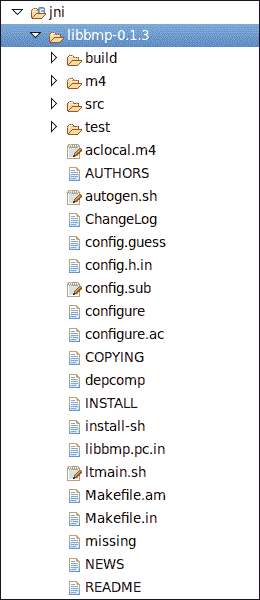 jni
libbmp-0.1.3
build
m4
src
test
aclocal.m4
AUTHORS
autogen.sh
ChangeLog
config.guess
config.h.in
config.sub
configure
configure.ac
COPYING
depcomp
INSTALL
install-sh
libbmp.pc.in
ltmain.sh
Makefile.am
Makefile.in
missing
NEWS
README